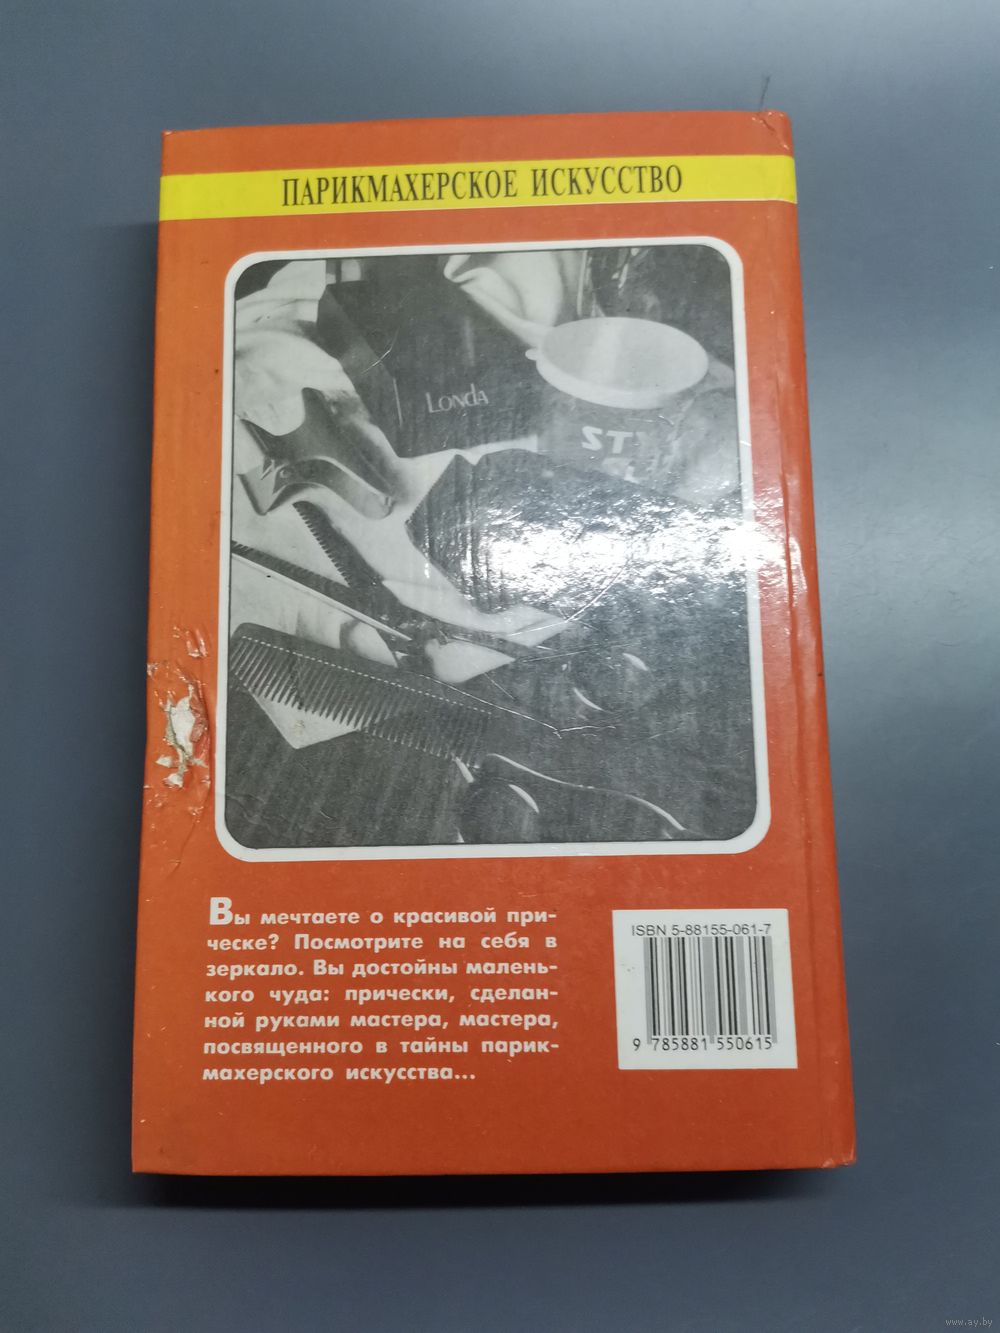 ПАРИКМАХЕРСКОЕ ИСКУССТВО
Londa
Вы мечтаете о красивой при-
ческе? Посмотрите на себя в
зеркало. Вы достойны малень-
кого чуда: прически, сделан-
ной руками мастера, мастера,
посвященного в тайны парик-
махерского искусства...
ISBN 5-88155-061-7
9 785881 550615
www.ay.by